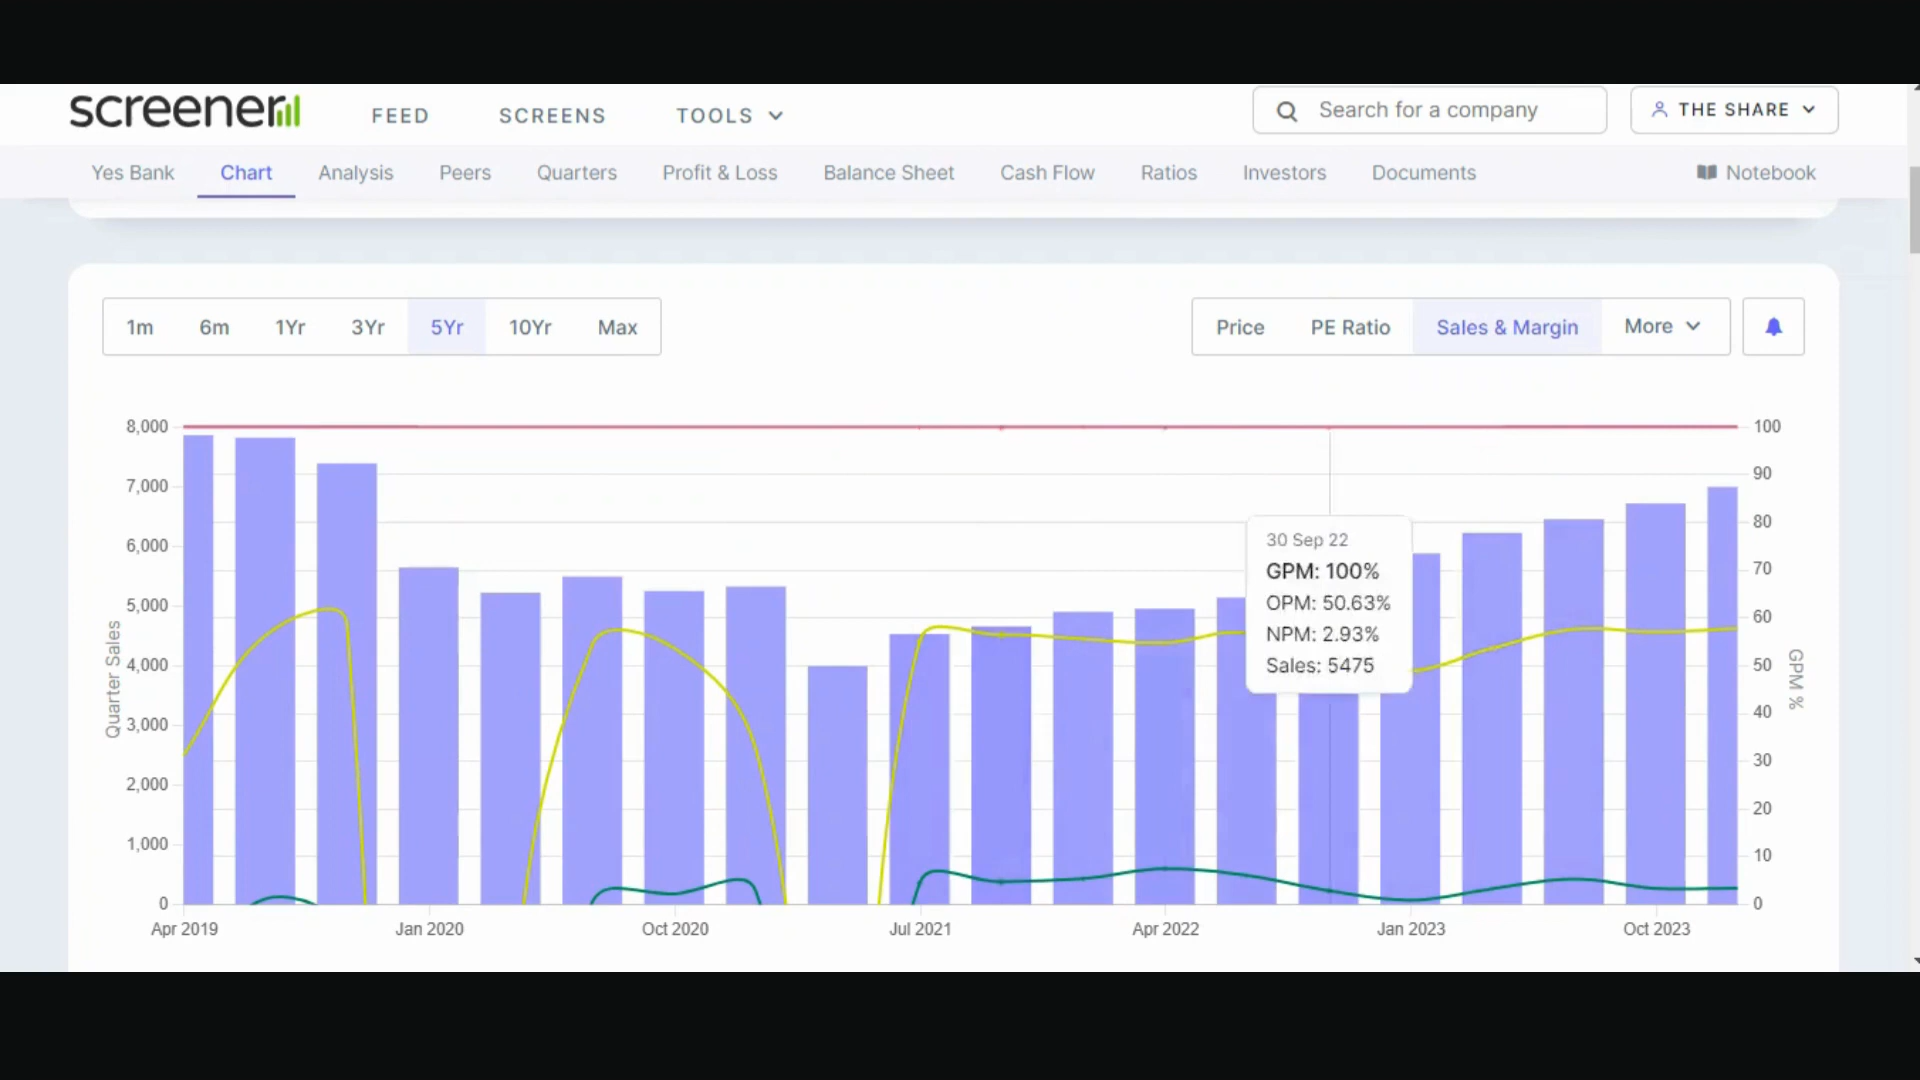 screener
FEED SCREENS TOOLS
Search for a company
THE SHARE
Yes Bank Chart Analysis Peers Quarters Profit & Loss Balance Sheet Cash Flow Ratios Investors Documents Notebook
1m 6m 1Yr 3Yr 5Yr 10Yr Max
Price PE Ratio Sales & Margin More
8,000
7,000
6,000
5,000
4,000
3,000
2,000
1,000
0
Quarter Sales
30 Sep 22
GPM: 100%
OPM: 50.63%
NPM: 2.93%
Sales: 5475
100
90
80
70
60
50
40
30
20
10
0
GPM %
Apr 2019 Jan 2020 Oct 2020 Jul 2021 Apr 2022 Jan 2023 Oct 2023